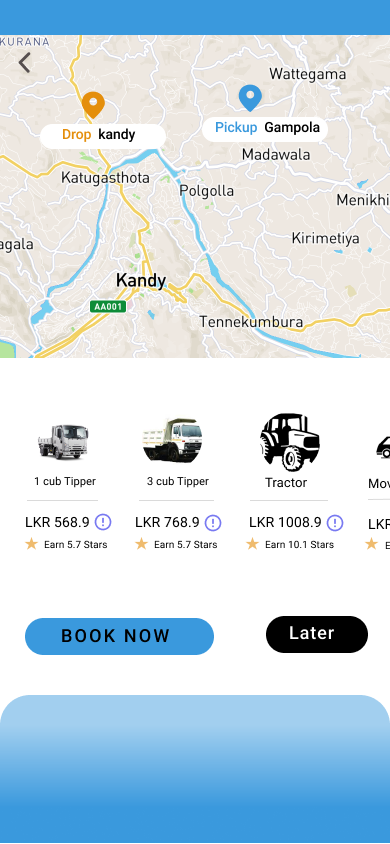 KURANA
Wattegama
Drop kandy
Pickup Gampola
Madawala
Katugasthota
Polgolla
Menikhi
agala
Kirimetiya
Kandy
AA001
Tennekumbura
1 cub Tipper
3 cub Tipper
Tractor
Mov
LKR 568.9
LKR 768.9
LKR 1008.9
LKR
Earn 5.7 Stars
Earn 5.7 Stars
Earn 10.1 Stars
E
BOOK NOW
Later